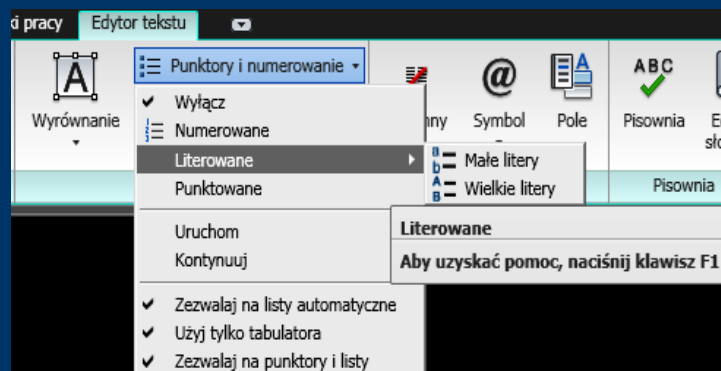 ki pracy
Edytor tekstu
A
Punktory i numerowanie
@
A
ABC
Wyrównanie
Symbol
Pole
Pisownia
Wyłącz
Numerowane
Literowane
Małe litery
Punktowane
Wielkie litery
Pisownia
Uruchom
Literowane
Kontynuuj
Aby uzyskać pomoc, naciśnij klawisz F1
Zezwalaj na listy automatyczne
Użyj tylko tabulatora
Zezwalaj na punktory i listy